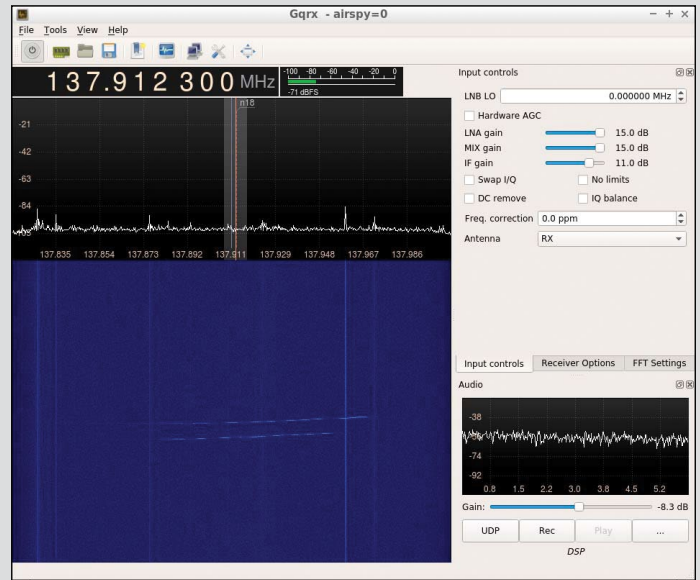 Gqrx - airspy=0
File Tools View Help
137.912 300 MHz
-100 -80 -60 -40 -20 0
-71 dBFS
n18
-21
-42
-63
-84
137.835 137.854 137.873 137.892 137.911 137.929 137.948 137.967 137.986
Input controls
LNB LO 0.000000 MHz
Hardware AGC
LNA gain 15.0 dB
MIX gain 15.0 dB
IF gain 11.0 dB
Swap I/Q No limits
DC remove IQ balance
Freq. correction 0.0 ppm
Antenna RX
Input controls Receiver Options FFT Settings
Audio
-38
-74
-92
0.8 1.5 2.2 3.0 3.8 4.5 5.2
Gain: -8.3 dB
UDP Rec Play ...
DSP